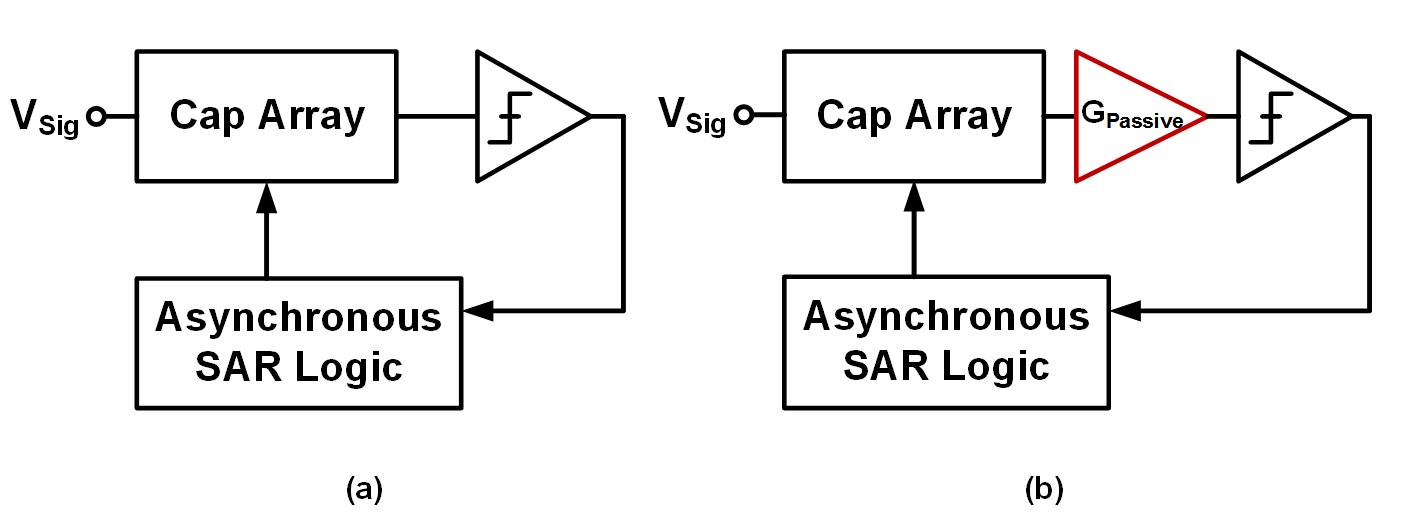 VSig
Cap Array
Asynchronous
SAR Logic
(a)
VSig
Cap Array
GPassive
Asynchronous
SAR Logic
(b)